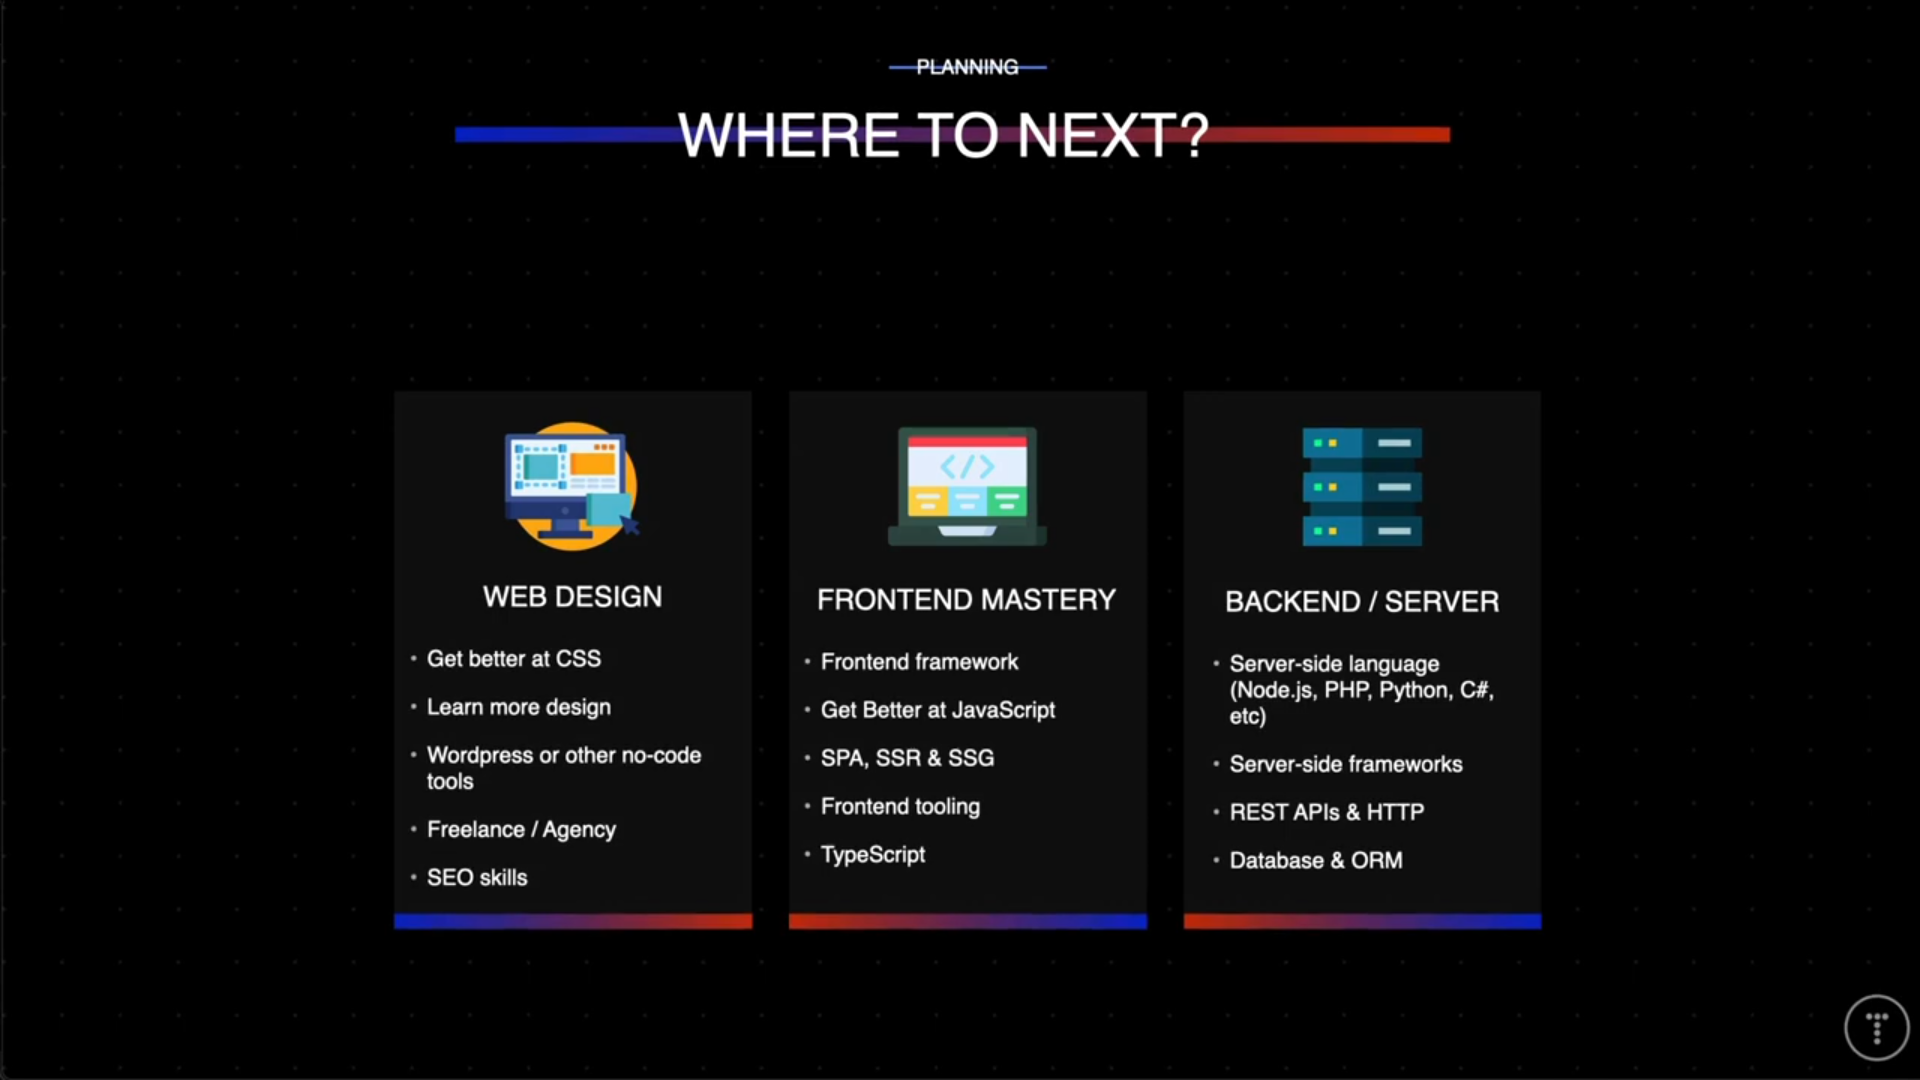 PLANNING
WHERE TO NEXT?
WEB DESIGN
• Get better at CSS
• Learn more design
• Wordpress or other no-code
tools
• Freelance / Agency
• SEO skills
</>
FRONTEND MASTERY
• Frontend framework
• Get Better at JavaScript
• SPA, SSR & SSG
• Frontend tooling
• TypeScript
BACKEND / SERVER
• Server-side language
(Node.js, PHP, Python, C#,
etc)
• Server-side frameworks
• REST APIs & HTTP
• Database & ORM
T